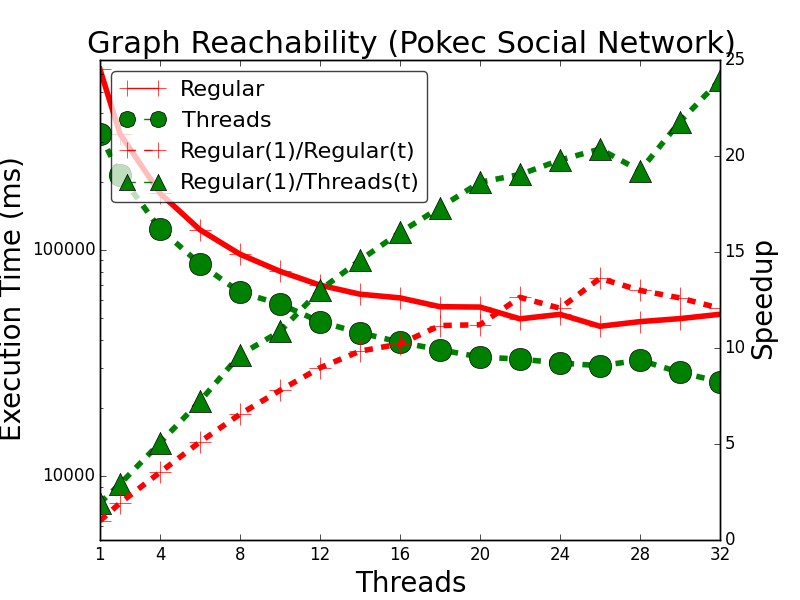 Graph Reachability (Pokec Social Network)
Regular
Threads
Regular(1)/Regular(t)
Regular(1)/Threads(t)
Execution Time (ms)
100000
10000
25
20
15
10
5
0
Speedup
1 4 8 12 16 20 24 28 32
Threads